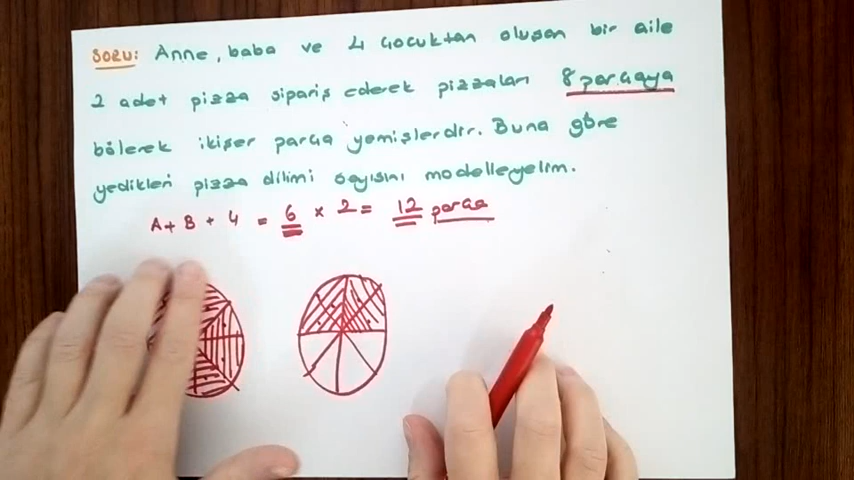 SORU: Anne, baba ve 4 çocuktan oluşan bir aile
2 adet pizza sipariş ederek pizzaları 8 parçaya
bölerek ikişer parça yemişlerdir. Buna göre
yedikleri pizza dilimi sayısını modelleyelim.
A + B + 4 = 6 x 2 = 12 parça